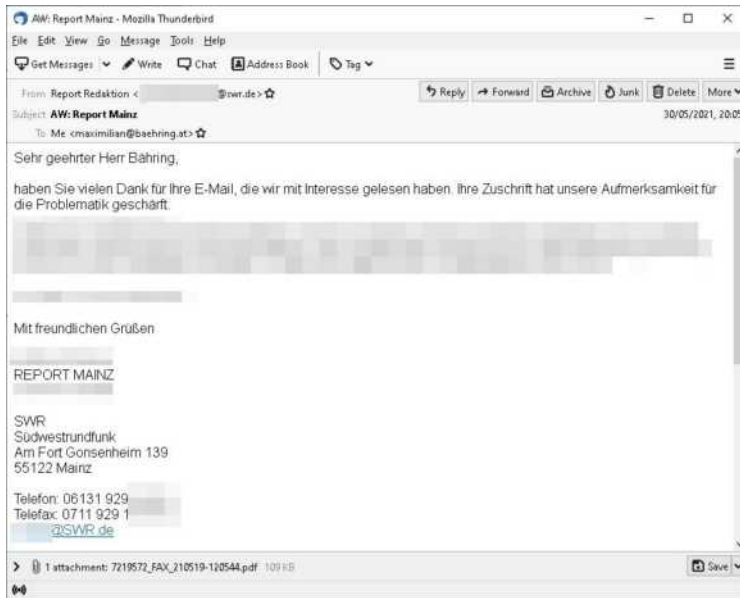 AW: Report Mainz - Mozilla Thunderbird
File Edit View Go Message Tools Help
Get Messages Write Chat Address Book Tag
From Report Redaktion < @swr.de>
Reply Forward Archive Junk Delete More
Subject AW: Report Mainz
30/05/2021, 20:05
To Me <maximilian@baehring.at>
Sehr geehrter Herr Bähring,
haben Sie vielen Dank für Ihre E-Mail, die wir mit Interesse gelesen haben. Ihre Zuschrift hat unsere Aufmerksamkeit für
die Problematik geschärft.
Mit freundlichen Grüßen
REPORT MAINZ
SWR
Südwestrundfunk
Am Fort Gonsenheim 139
55122 Mainz
Telefon: 06131 929
Telefax: 0711 929 1
@SWR.de
1 attachment: 7219572_FAX_210519-120544.pdf 109 KB
Save